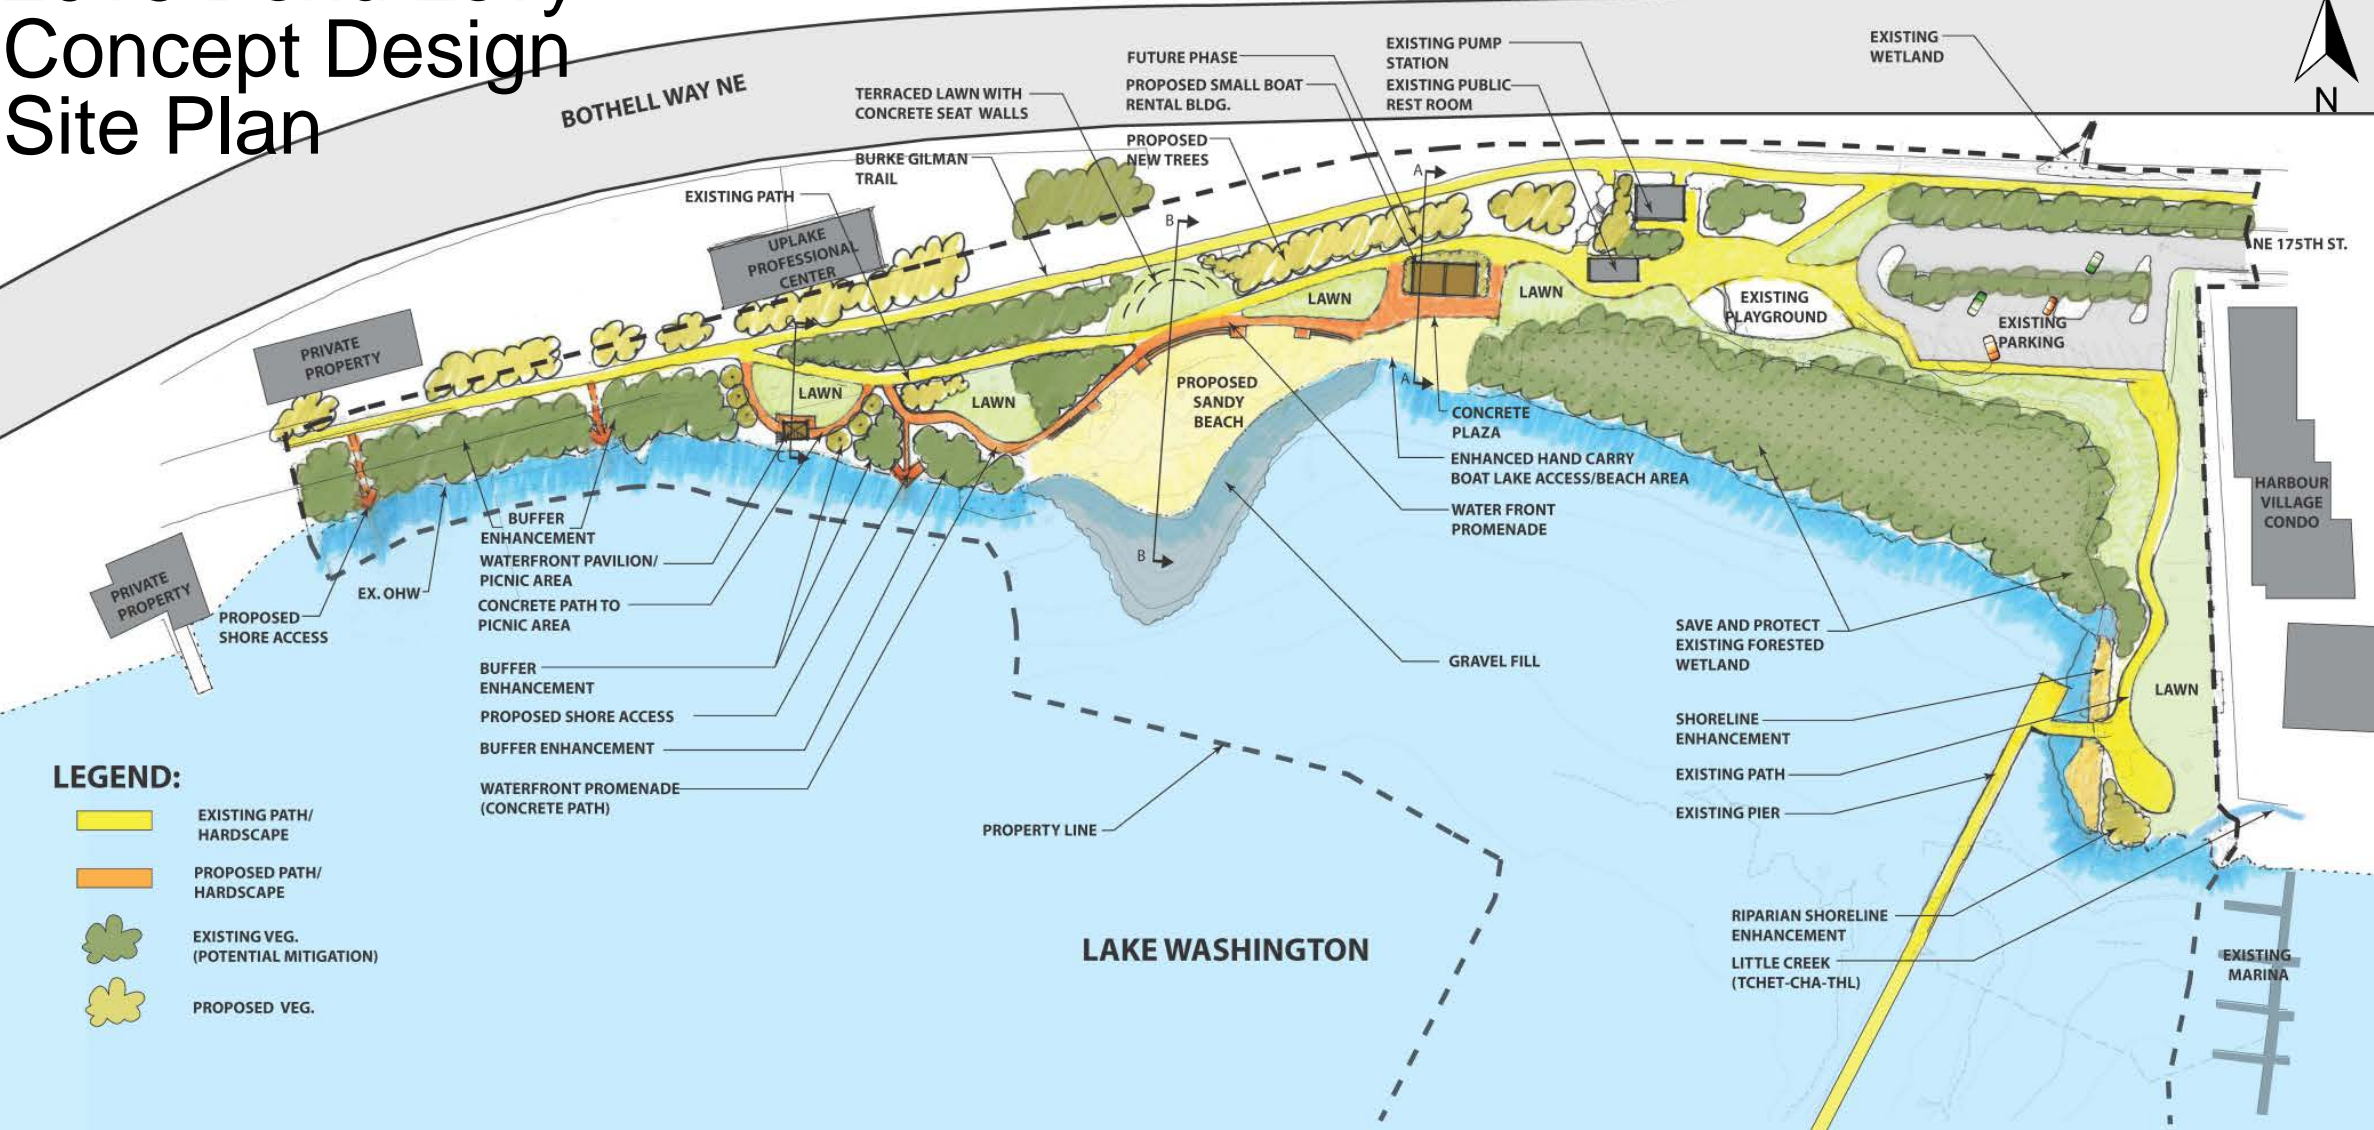 Concept Design
Site Plan
BOTHELL WAY NE
FUTURE PHASE
PROPOSED SMALL BOAT
RENTAL BLDG.
EXISTING PUMP
STATION
EXISTING PUBLIC
REST ROOM
EXISTING
WETLAND
N
TERRACED LAWN WITH
CONCRETE SEAT WALLS
PROPOSED
NEW TREES
BURKE GILMAN
TRAIL
EXISTING PATH
A
B
UPLAKE
PROFESSIONAL
CENTER
NE 175TH ST.
PRIVATE
PROPERTY
LAWN
LAWN
EXISTING
PLAYGROUND
EXISTING
PARKING
LAWN
LAWN
PROPOSED
SANDY
BEACH
A
CONCRETE
PLAZA
C
ENHANCED HAND CARRY
BOAT LAKE ACCESS/BEACH AREA
WATER FRONT
PROMENADE
HARBOUR
VILLAGE
CONDO
BUFFER
ENHANCEMENT
WATERFRONT PAVILION/
PICNIC AREA
B
CONCRETE PATH TO
PICNIC AREA
EX. OHW
PRIVATE
PROPERTY
PROPOSED
SHORE ACCESS
SAVE AND PROTECT
EXISTING FORESTED
WETLAND
GRAVEL FILL
BUFFER
ENHANCEMENT
PROPOSED SHORE ACCESS
BUFFER ENHANCEMENT
WATERFRONT PROMENADE
(CONCRETE PATH)
LAWN
SHORELINE
ENHANCEMENT
EXISTING PATH
EXISTING PIER
PROPERTY LINE
LEGEND:
EXISTING PATH/
HARDSCAPE
PROPOSED PATH/
HARDSCAPE
EXISTING VEG.
(POTENTIAL MITIGATION)
PROPOSED VEG.
LAKE WASHINGTON
RIPARIAN SHORELINE
ENHANCEMENT
LITTLE CREEK
(TCHET-CHA-THL)
EXISTING
MARINA